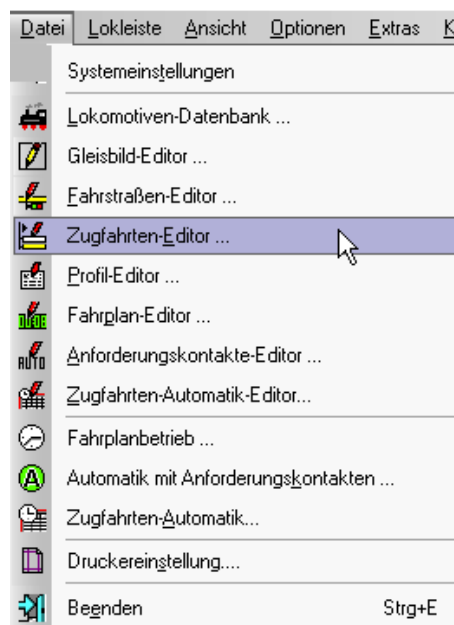 Datei Lokleiste Ansicht Optionen Extras K
Systemeinstellungen
Lokomotiven-Datenbank ...
Gleisbild-Editor ...
Fahrstraßen-Editor ...
Zugfahrten-Editor ...
Profil-Editor ...
Fahrplan-Editor ...
AUTO Anforderungskontakte-Editor ...
Zugfahrten-Automatik-Editor...
Fahrplanbetrieb ...
A Automatik mit Anforderungskontakten ...
Zugfahrten-Automatik...
Druckereinstellung....
Beenden Strg+E